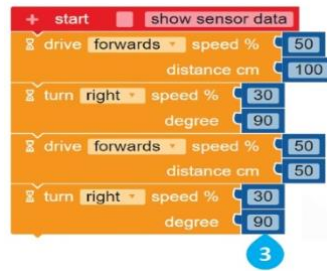 + start show sensor data
drive forwards speed % 50
distance cm 100
turn right speed % 30
degree 90
drive forwards speed % 50
distance cm 50
turn right speed % 30
degree 90
3